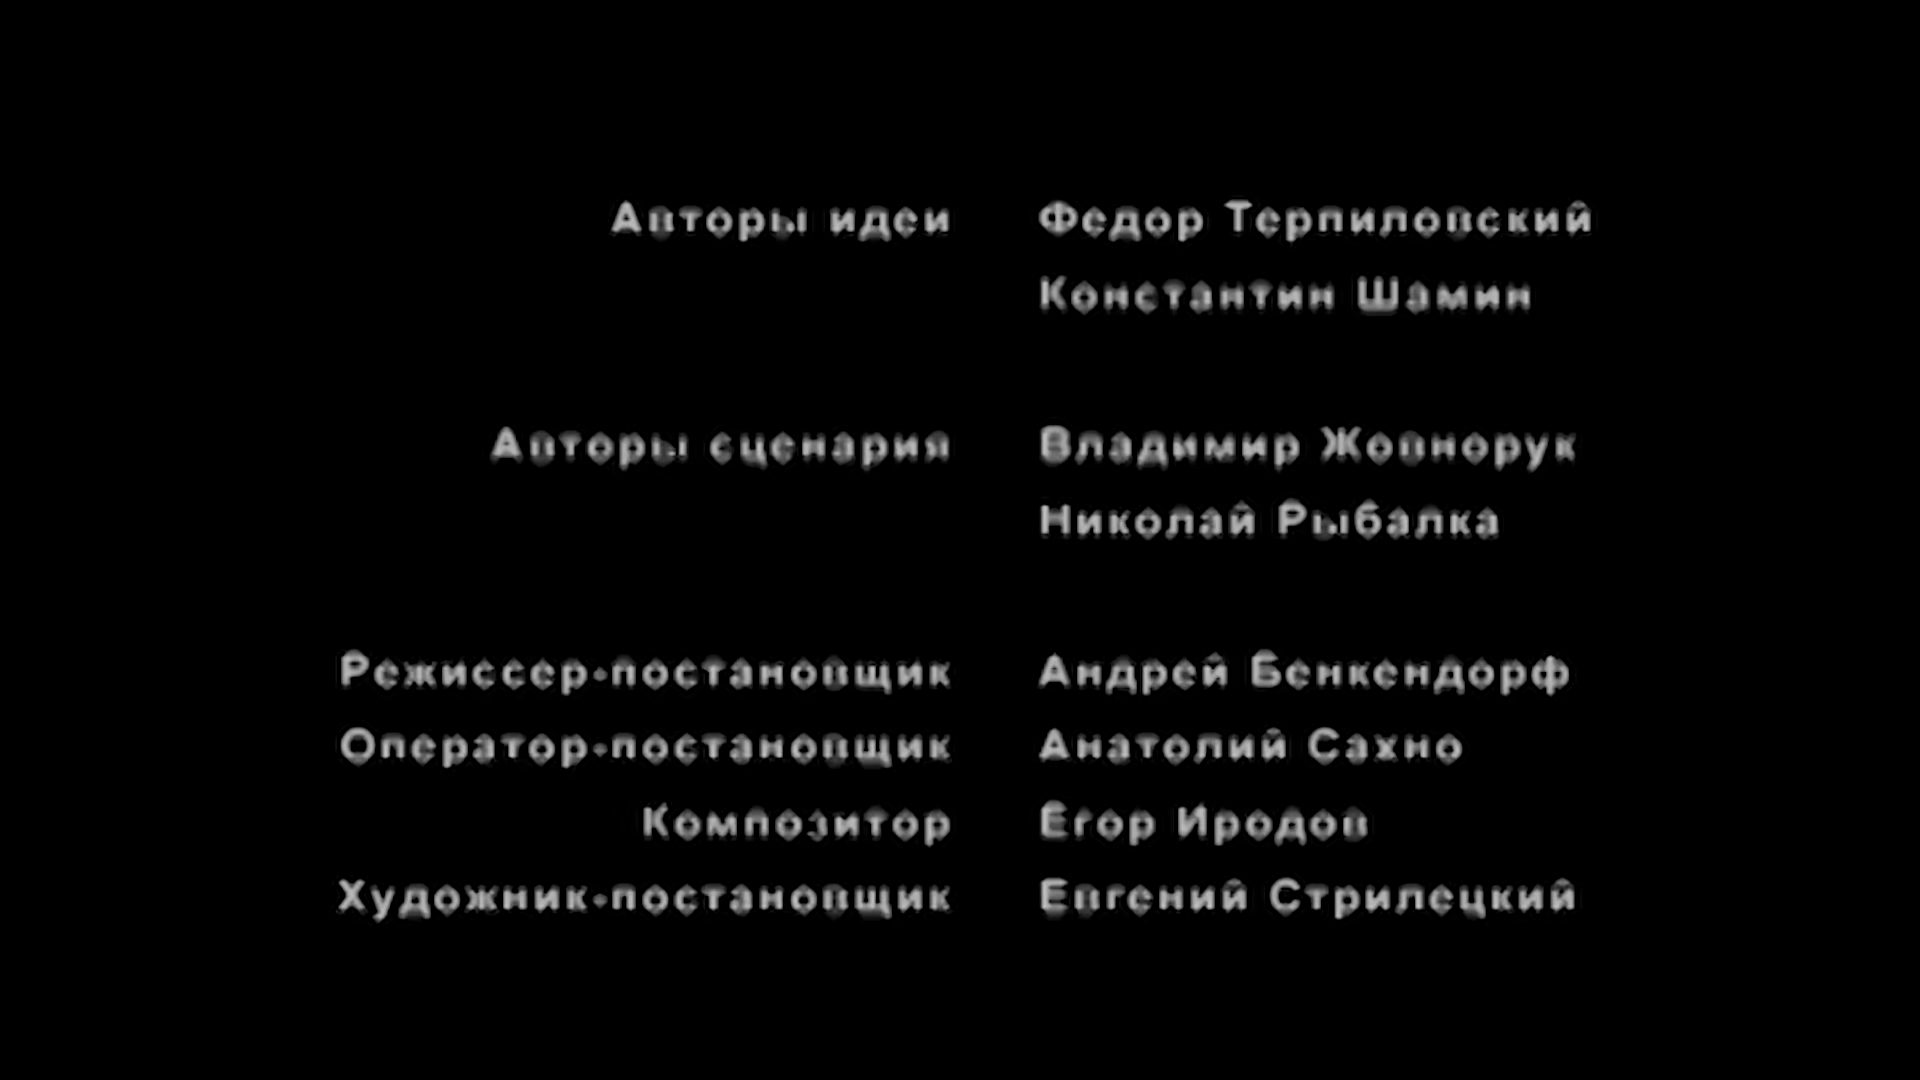 Авторы идеи Федор Терпиловский
Константин Шамин
Авторы сценария Владимир Жовнорук
Николай Рыбалка
Режиссер-постановщик Андрей Бенкендорф
Оператор-постановщик Анатолий Сахно
Композитор Егор Иродов
Художник-постановщик Евгений Стрилецкий